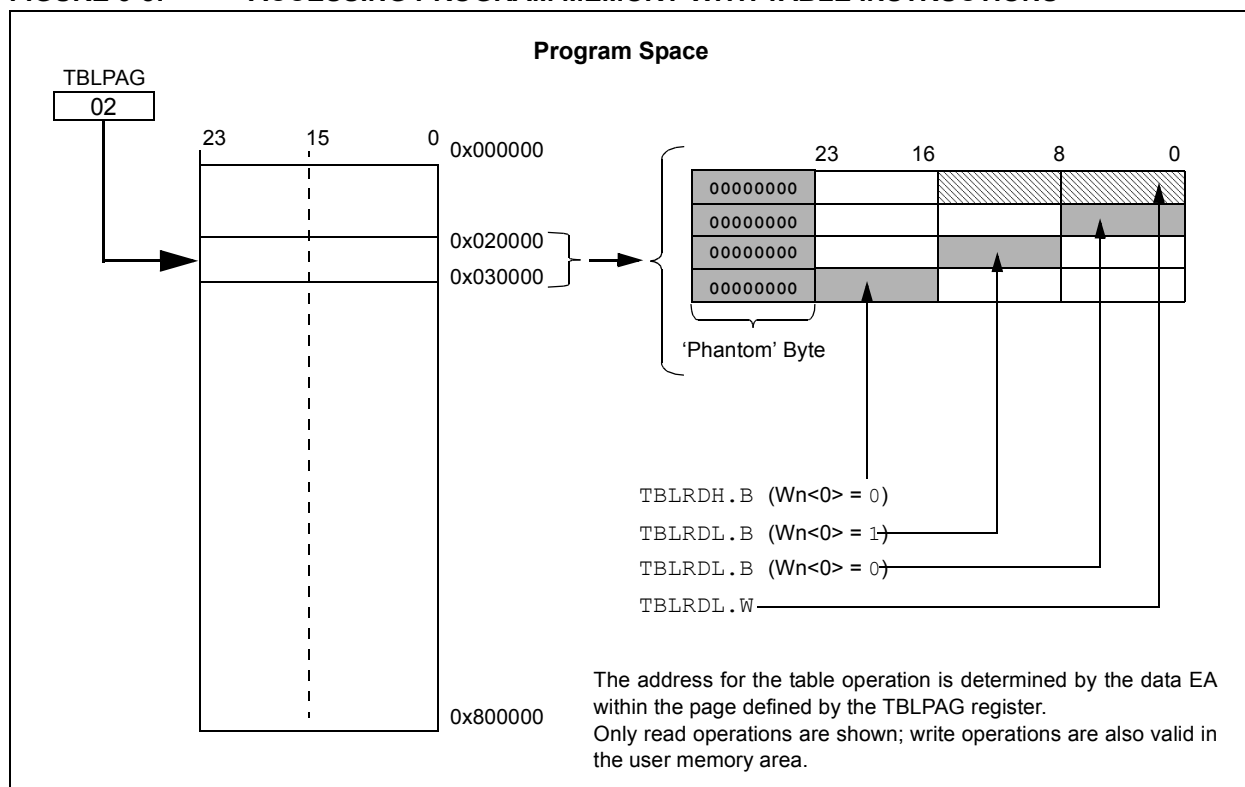 Program Space
TBLPAG
02
23 15 0
0x000000
0x020000
0x030000
0x800000
23 16 8 0
00000000
00000000
00000000
00000000
‘Phantom’ Byte
TBLRDH.B (Wn<0> = 0)
TBLRDL.B (Wn<0> = 1)
TBLRDL.B (Wn<0> = 0)
TBLRDL.W
The address for the table operation is determined by the data EA
within the page defined by the TBLPAG register.
Only read operations are shown; write operations are also valid in
the user memory area.